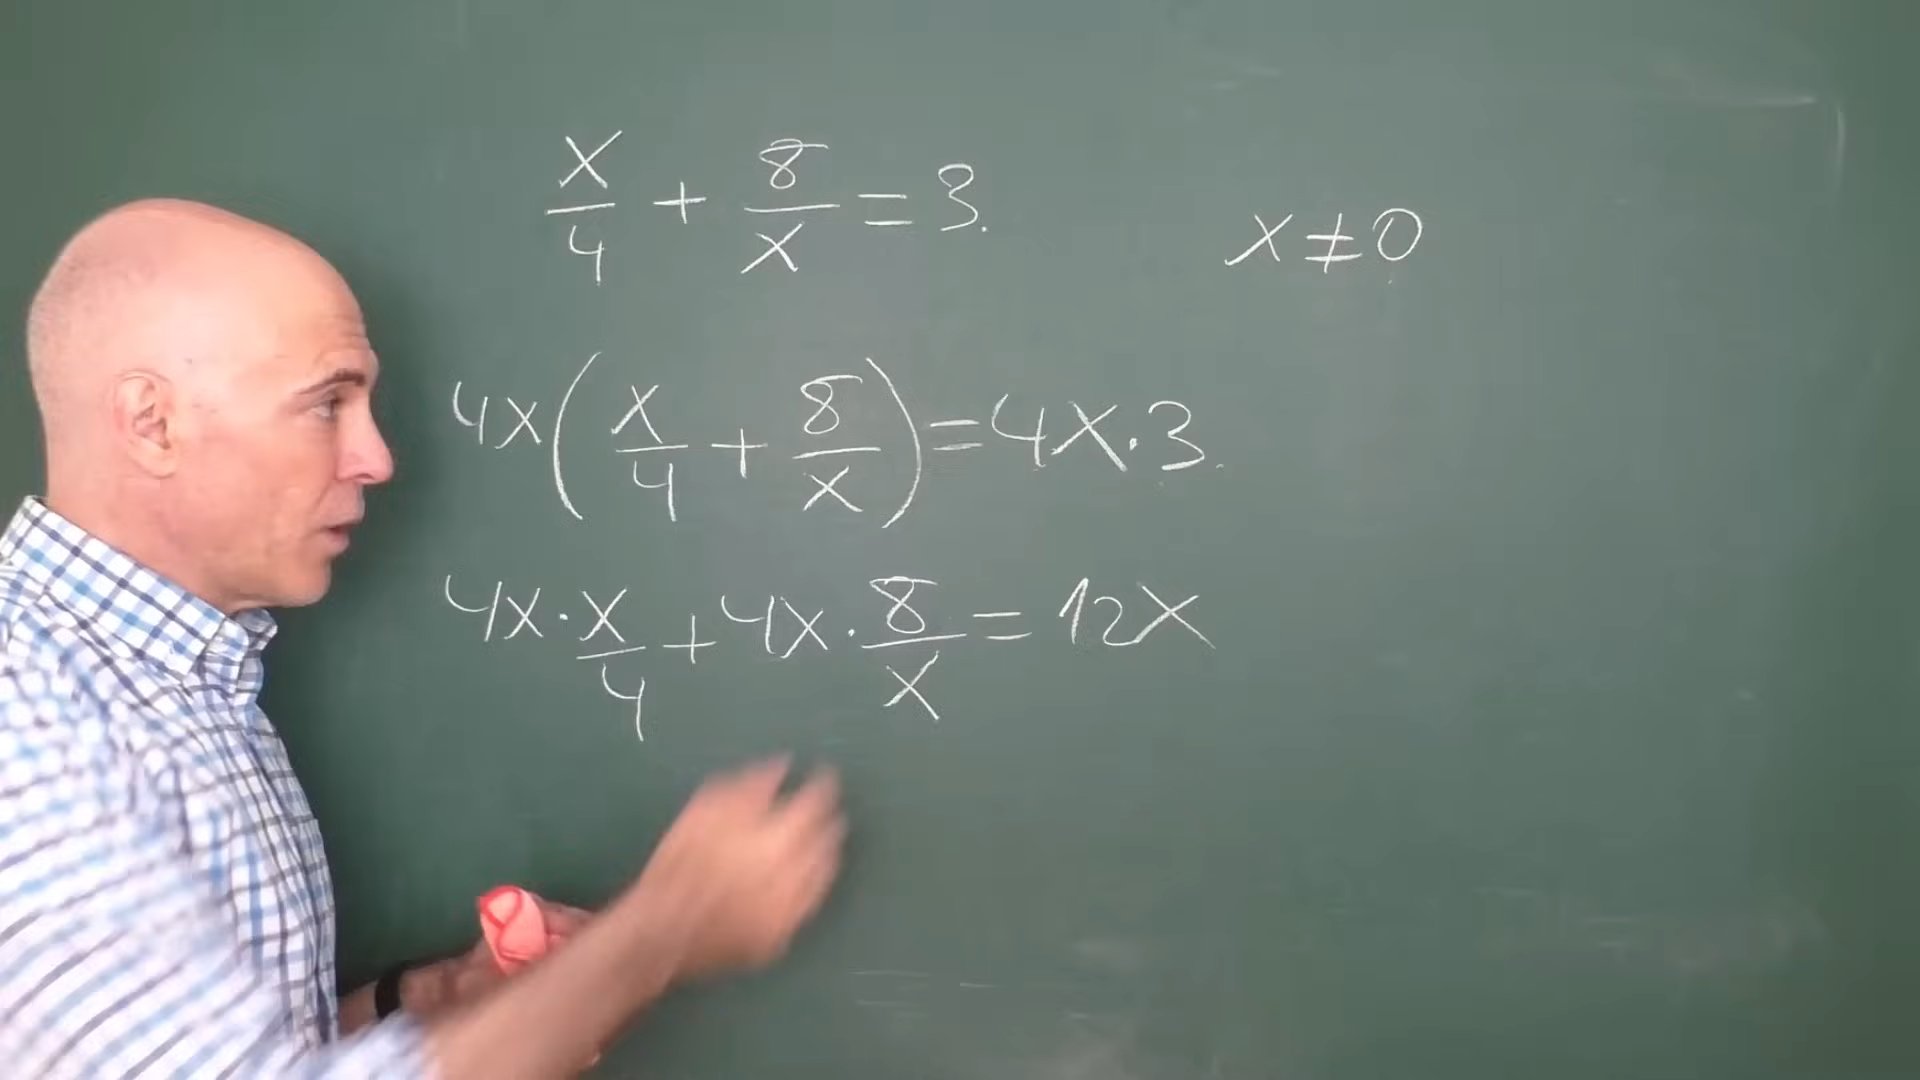 x/4 + 8/x = 3. x ≠ 0
4x(x/4 + 8/x) = 4x·3.
4x·x/4 + 4x·8/x = 12x